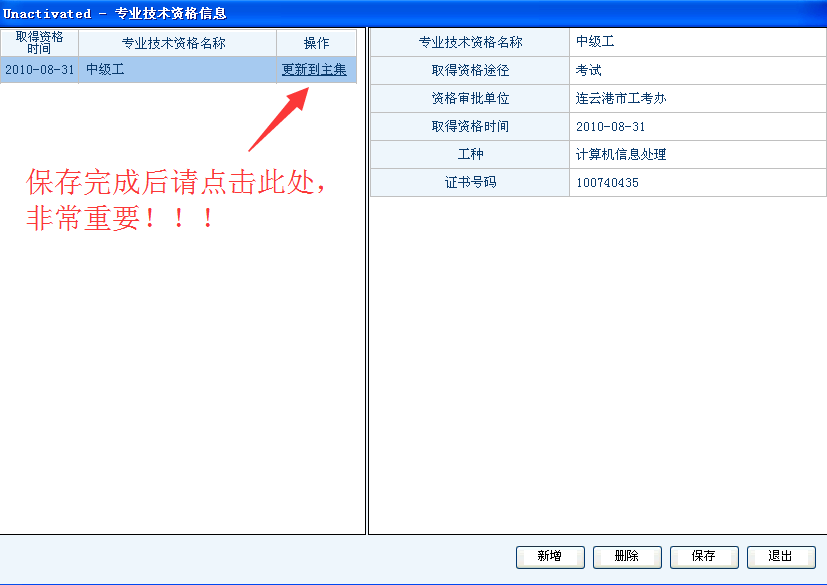 Unactivated - 专业技术资格信息
取得资格
时间
专业技术资格名称
操作
2010-08-31
中级工
更新到主集
保存完成后请点击此处，
非常重要！！！
专业技术资格名称
中级工
取得资格途径
考试
资格审批单位
连云港市工考办
取得资格时间
2010-08-31
工种
计算机信息处理
证书号码
100740435
新增
删除
保存
退出